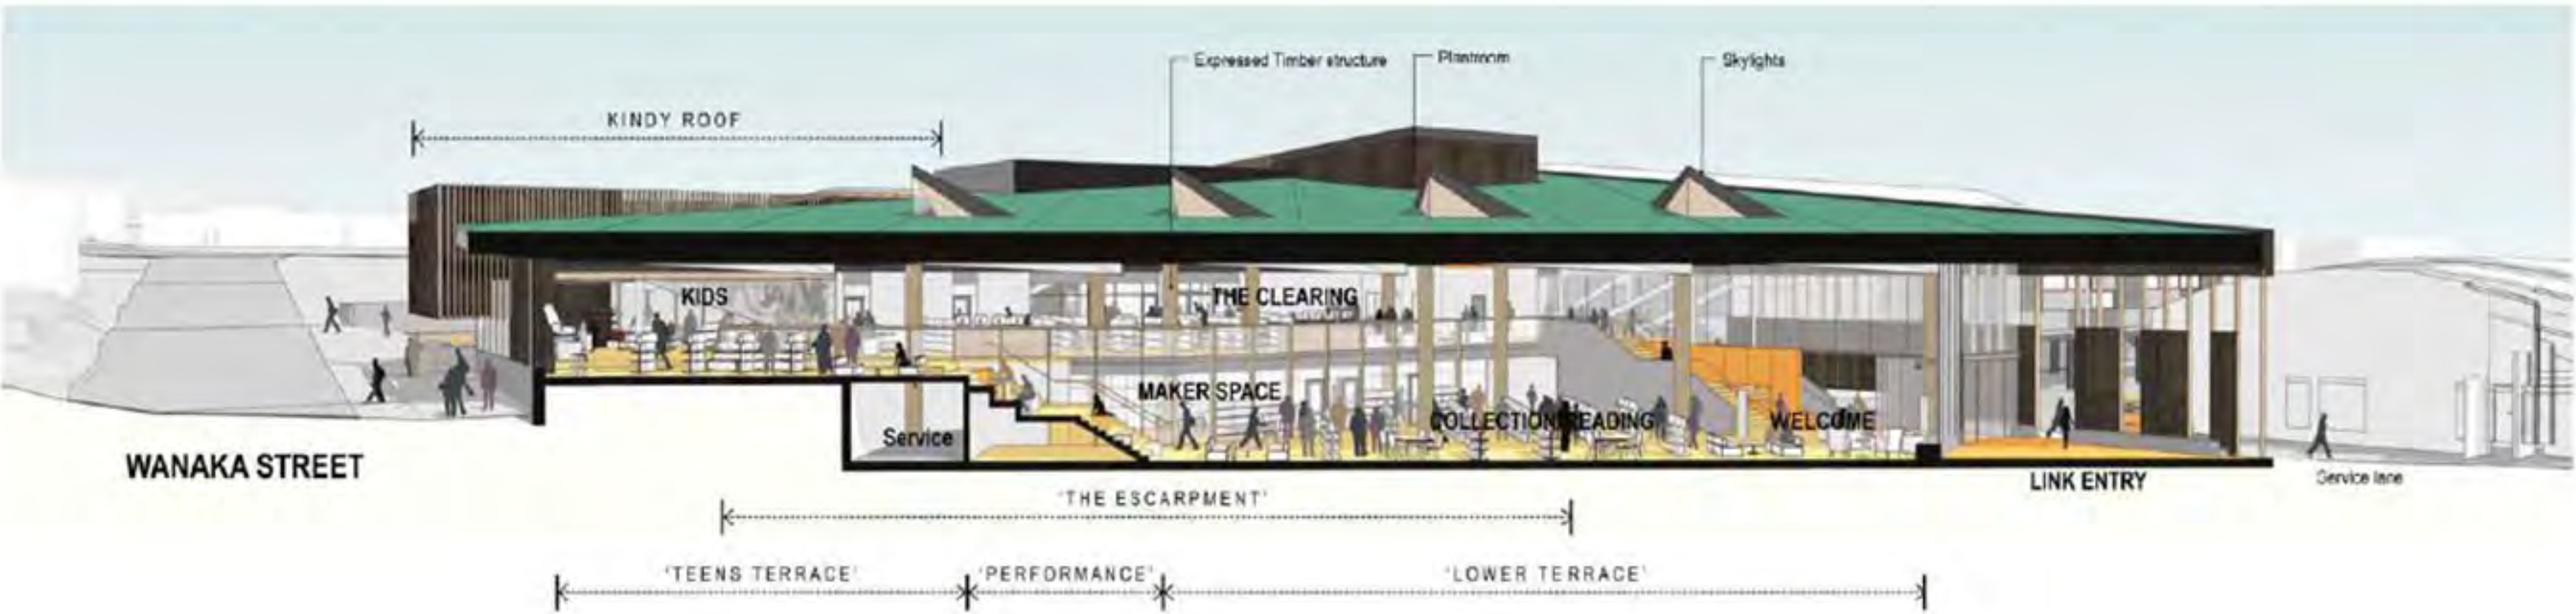 Expressed Timber structure
Plantroom
Skylights
KINDY ROOF
KIDS
THE CLEARING
MAKER SPACE
COLLECTION READING
WELCOME
Service
WANAKA STREET
LINK ENTRY
Service lane
'THE ESCARPMENT'
'TEENS TERRACE'
'PERFORMANCE'
'LOWER TERRACE'